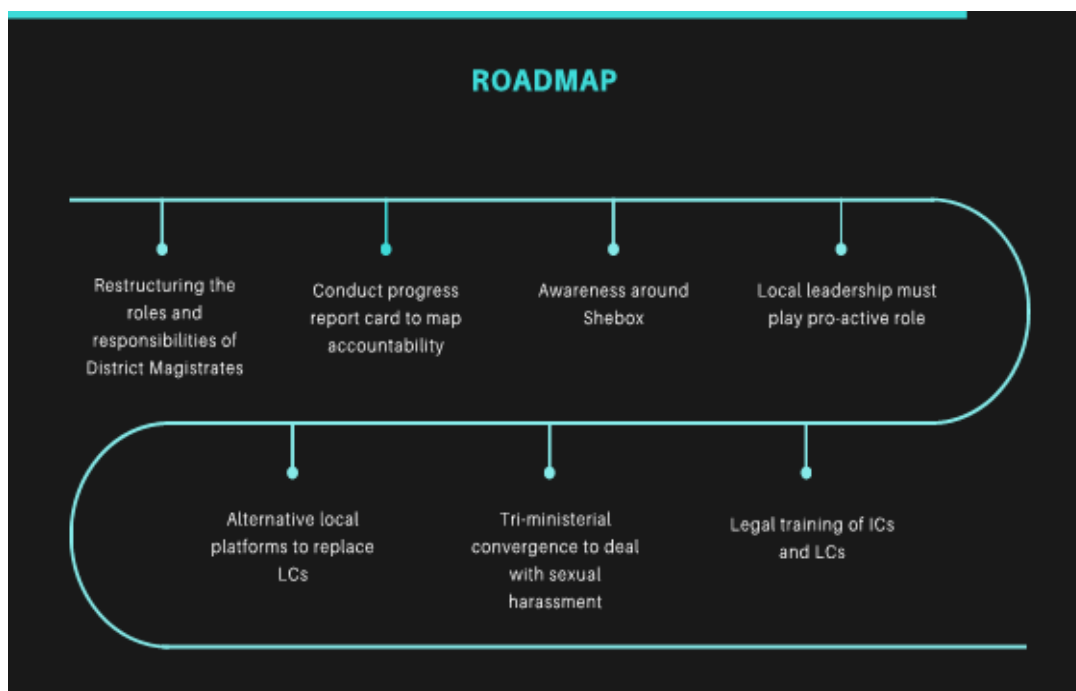 ROADMAP
Restructuring the
roles and
responsibilities of
District Magistrates
Conduct progress
report card to map
accountability
Awareness around
Shebox
Local leadership must
play pro-active role
Alternative local
platforms to replace
LCs
Tri-ministerial
convergence to deal
with sexual
harassment
Legal training of ICs
and LCs